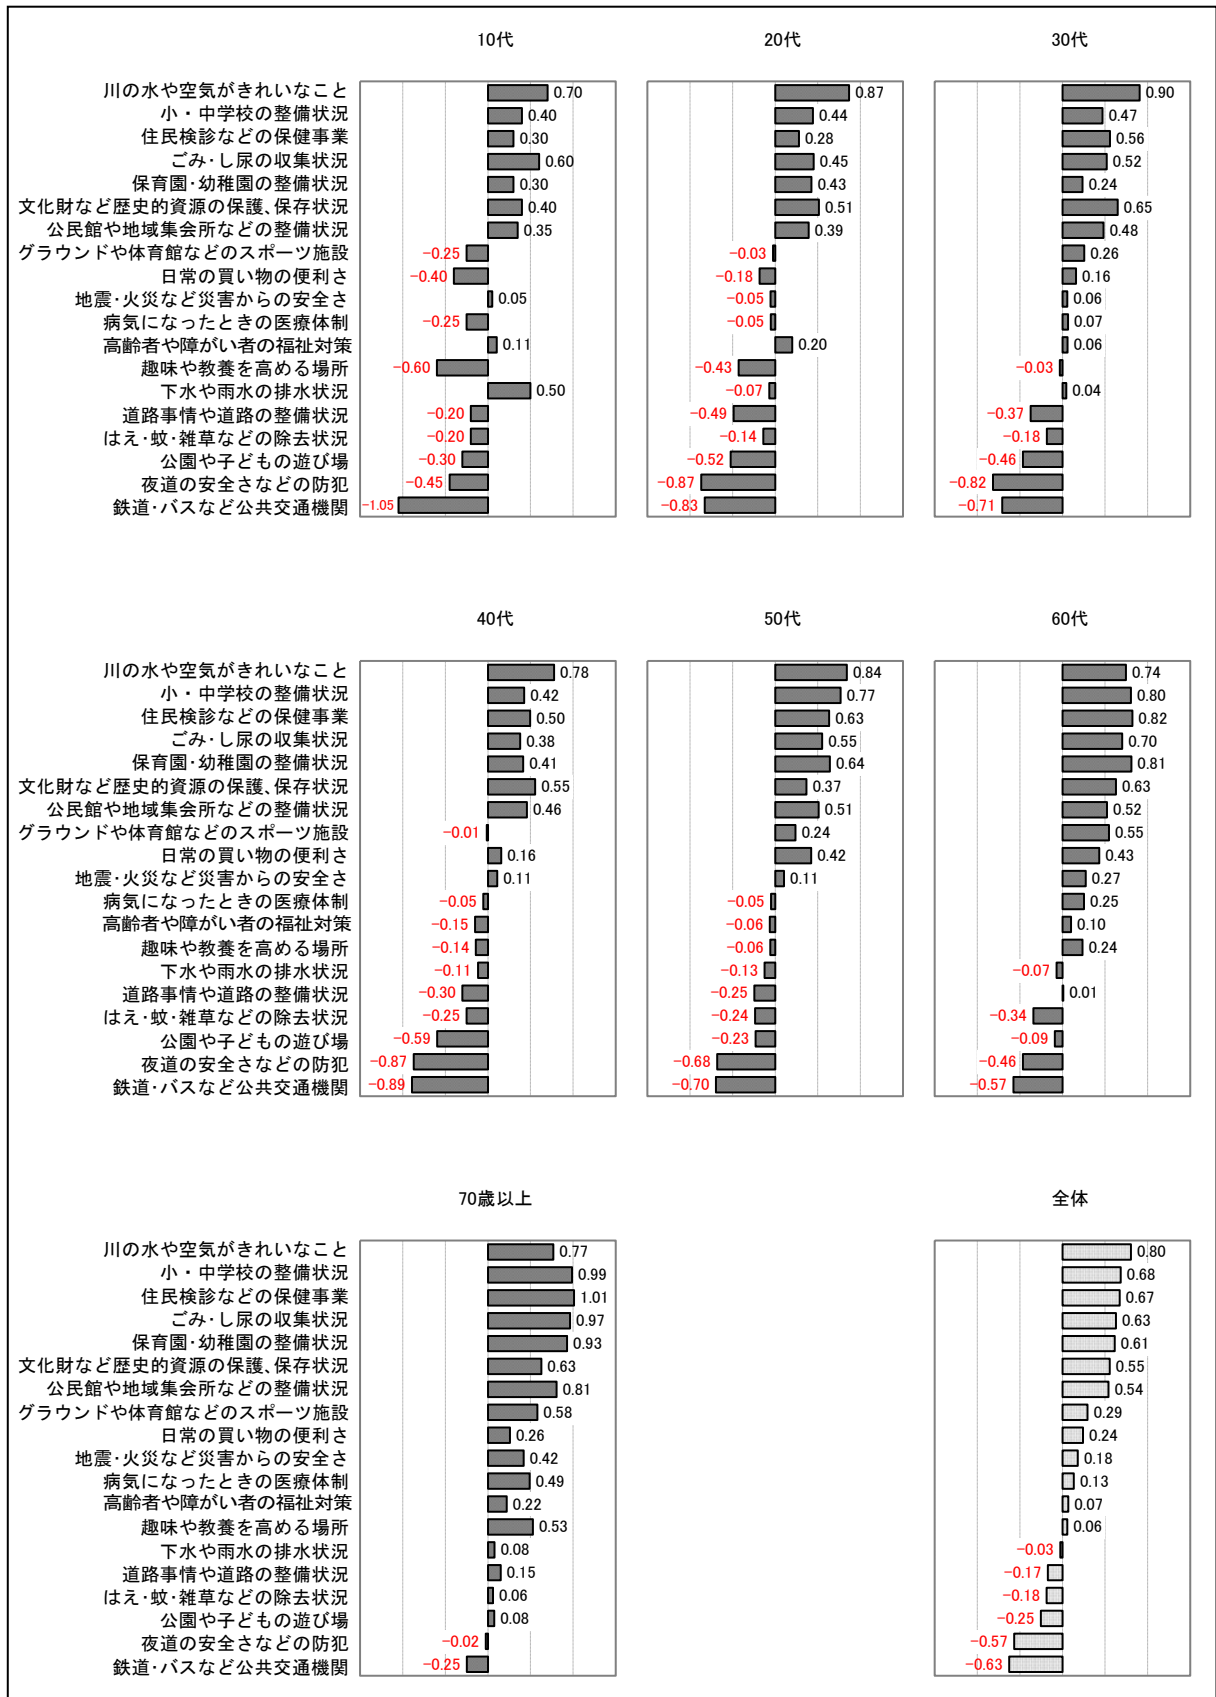 10代 20代 30代
川の水や空気がきれいなこと 0.70 0.87 0.90
小・中学校の整備状況 0.40 0.44 0.47
住民検診などの保健事業 0.30 0.28 0.56
ごみ・し尿の収集状況 0.60 0.45 0.52
保育園・幼稚園の整備状況 0.30 0.43 0.24
文化財など歴史的資源の保護、保存状況 0.40 0.51 0.65
公民館や地域集会所などの整備状況 0.35 0.39 0.48
グラウンドや体育館などのスポーツ施設 -0.25 -0.03 0.26
日常の買い物の便利さ -0.40 -0.18 0.16
地震・火災など災害からの安全さ 0.05 -0.05 0.06
病気になったときの医療体制 -0.25 -0.05 0.07
高齢者や障がい者の福祉対策 0.11 0.20 0.06
趣味や教養を高める場所 -0.60 -0.43 -0.03
下水や雨水の排水状況 0.50 -0.07 0.04
道路事情や道路の整備状況 -0.20 -0.49 -0.37
はえ・蚊・雑草などの除去状況 -0.20 -0.14 -0.18
公園や子どもの遊び場 -0.30 -0.52 -0.46
夜道の安全さなどの防犯 -0.45 -0.87 -0.82
鉄道・バスなど公共交通機関 -1.05 -0.83 -0.71
40代 50代 60代
川の水や空気がきれいなこと 0.78 0.84 0.74
小・中学校の整備状況 0.42 0.77 0.80
住民検診などの保健事業 0.50 0.63 0.82
ごみ・し尿の収集状況 0.38 0.55 0.70
保育園・幼稚園の整備状況 0.41 0.64 0.81
文化財など歴史的資源の保護、保存状況 0.55 0.37 0.63
公民館や地域集会所などの整備状況 0.46 0.51 0.52
グラウンドや体育館などのスポーツ施設 -0.01 0.24 0.55
日常の買い物の便利さ 0.16 0.42 0.43
地震・火災など災害からの安全さ 0.11 0.11 0.27
病気になったときの医療体制 -0.05 -0.05 0.25
高齢者や障がい者の福祉対策 -0.15 -0.06 0.10
趣味や教養を高める場所 -0.14 -0.06 0.24
下水や雨水の排水状況 -0.11 -0.13 -0.07
道路事情や道路の整備状況 -0.30 -0.25 0.01
はえ・蚊・雑草などの除去状況 -0.25 -0.24 -0.34
公園や子どもの遊び場 -0.59 -0.23 -0.09
夜道の安全さなどの防犯 -0.87 -0.68 -0.46
鉄道・バスなど公共交通機関 -0.89 -0.70 -0.57
70歳以上 全体
川の水や空気がきれいなこと 0.77 0.80
小・中学校の整備状況 0.99 0.68
住民検診などの保健事業 1.01 0.67
ごみ・し尿の収集状況 0.97 0.63
保育園・幼稚園の整備状況 0.93 0.61
文化財など歴史的資源の保護、保存状況 0.63 0.55
公民館や地域集会所などの整備状況 0.81 0.54
グラウンドや体育館などのスポーツ施設 0.58 0.29
日常の買い物の便利さ 0.26 0.24
地震・火災など災害からの安全さ 0.42 0.18
病気になったときの医療体制 0.49 0.13
高齢者や障がい者の福祉対策 0.22 0.07
趣味や教養を高める場所 0.53 0.06
下水や雨水の排水状況 0.08 -0.03
道路事情や道路の整備状況 0.15 -0.17
はえ・蚊・雑草などの除去状況 0.06 -0.18
公園や子どもの遊び場 0.08 -0.25
夜道の安全さなどの防犯 -0.02 -0.57
鉄道・バスなど公共交通機関 -0.25 -0.63